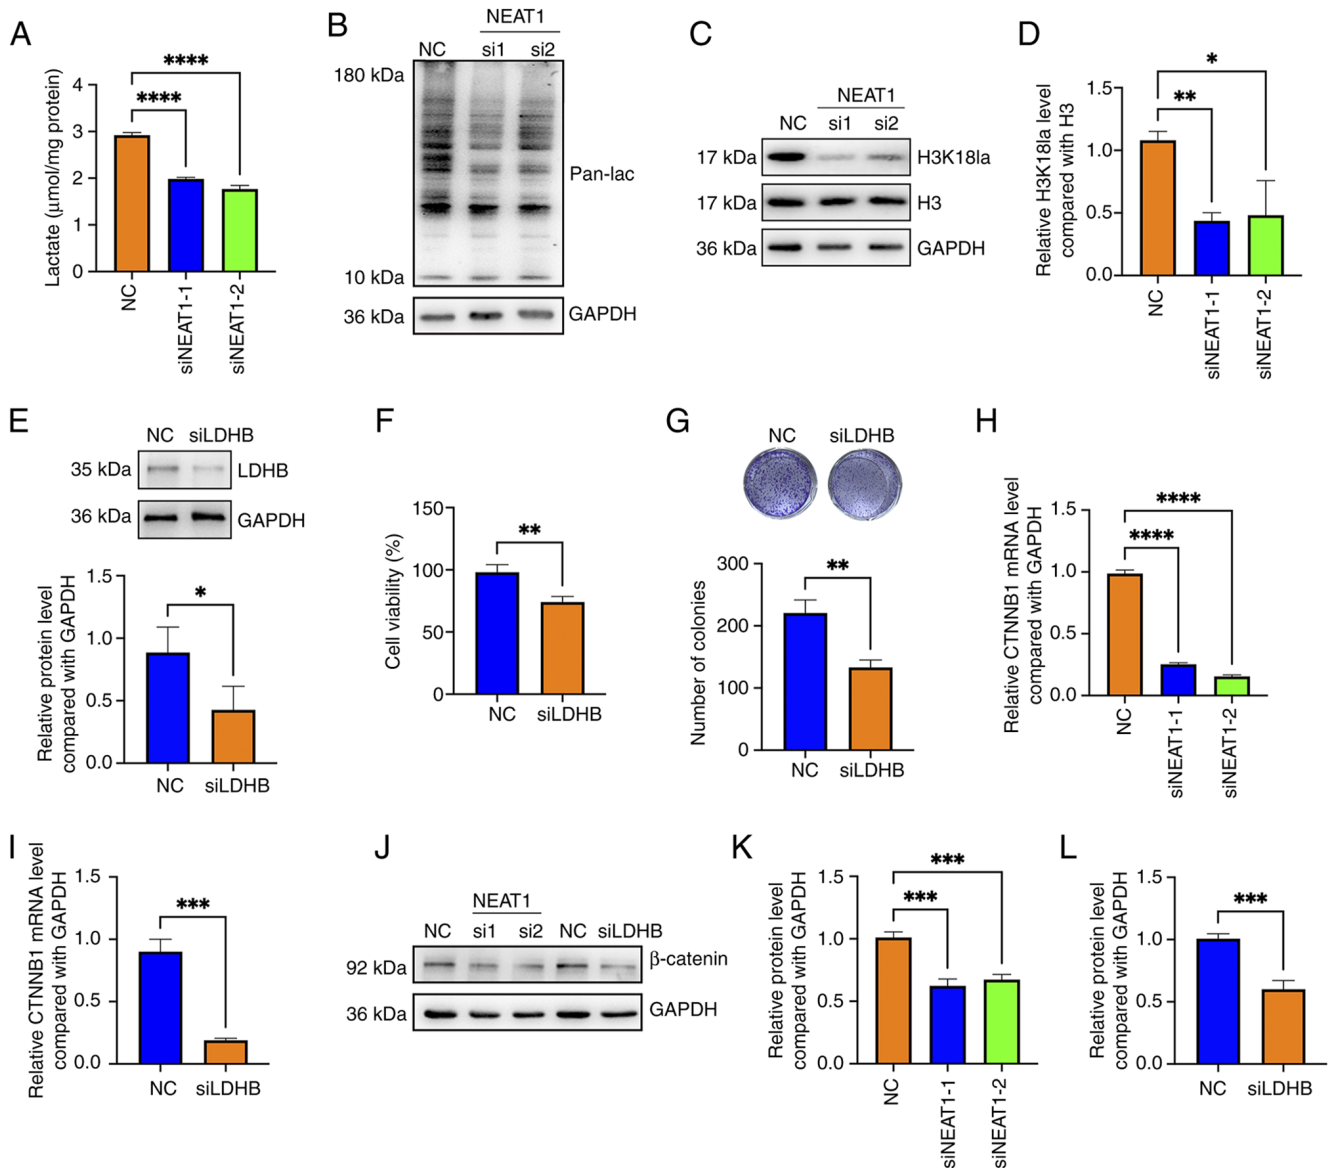 A
Lactate (μmol/mg protein)
4
3
2
1
0
****
****
NC
siNEAT1-1
siNEAT1-2
B
NEAT1
NC si1 si2
180 kDa
Pan-lac
10 kDa
36 kDa
GAPDH
C
NEAT1
NC si1 si2
17 kDa H3K18la
17 kDa H3
36 kDa GAPDH
D
Relative H3K18la level
compared with H3
1.5
1.0
0.5
0.0
*
**
NC
siNEAT1-1
siNEAT1-2
E
NC siLDHB
35 kDa LDHB
36 kDa GAPDH
Relative protein level
compared with GAPDH
1.5
1.0
0.5
0.0
*
NC siLDHB
F
Cell viability (%)
150
100
50
0
**
NC siLDHB
G
NC siLDHB
Number of colonies
300
200
100
0
**
NC siLDHB
H
Relative CTNNB1 mRNA level
compared with GAPDH
1.5
1.0
0.5
0.0
****
****
NC
siNEAT1-1
siNEAT1-2
I
Relative CTNNB1 mRNA level
compared with GAPDH
1.5
1.0
0.5
0.0
***
NC siLDHB
J
NEAT1
NC si1 si2 NC siLDHB
92 kDa β-catenin
36 kDa GAPDH
K
Relative protein level
compared with GAPDH
1.5
1.0
0.5
0.0
***
***
NC
siNEAT1-1
siNEAT1-2
L
Relative protein level
compared with GAPDH
1.5
1.0
0.5
0.0
***
NC siLDHB